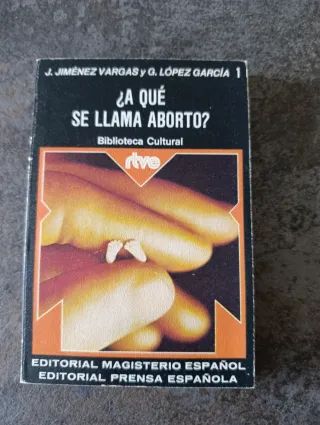 J. JIMÉNEZ VARGAS y G. LÓPEZ GARCÍA 1
¿A QUÉ
SE LLAMA ABORTO?
Biblioteca Cultural
rtve
EDITORIAL MAGISTERIO ESPAÑOL
EDITORIAL PRENSA ESPAÑOLA